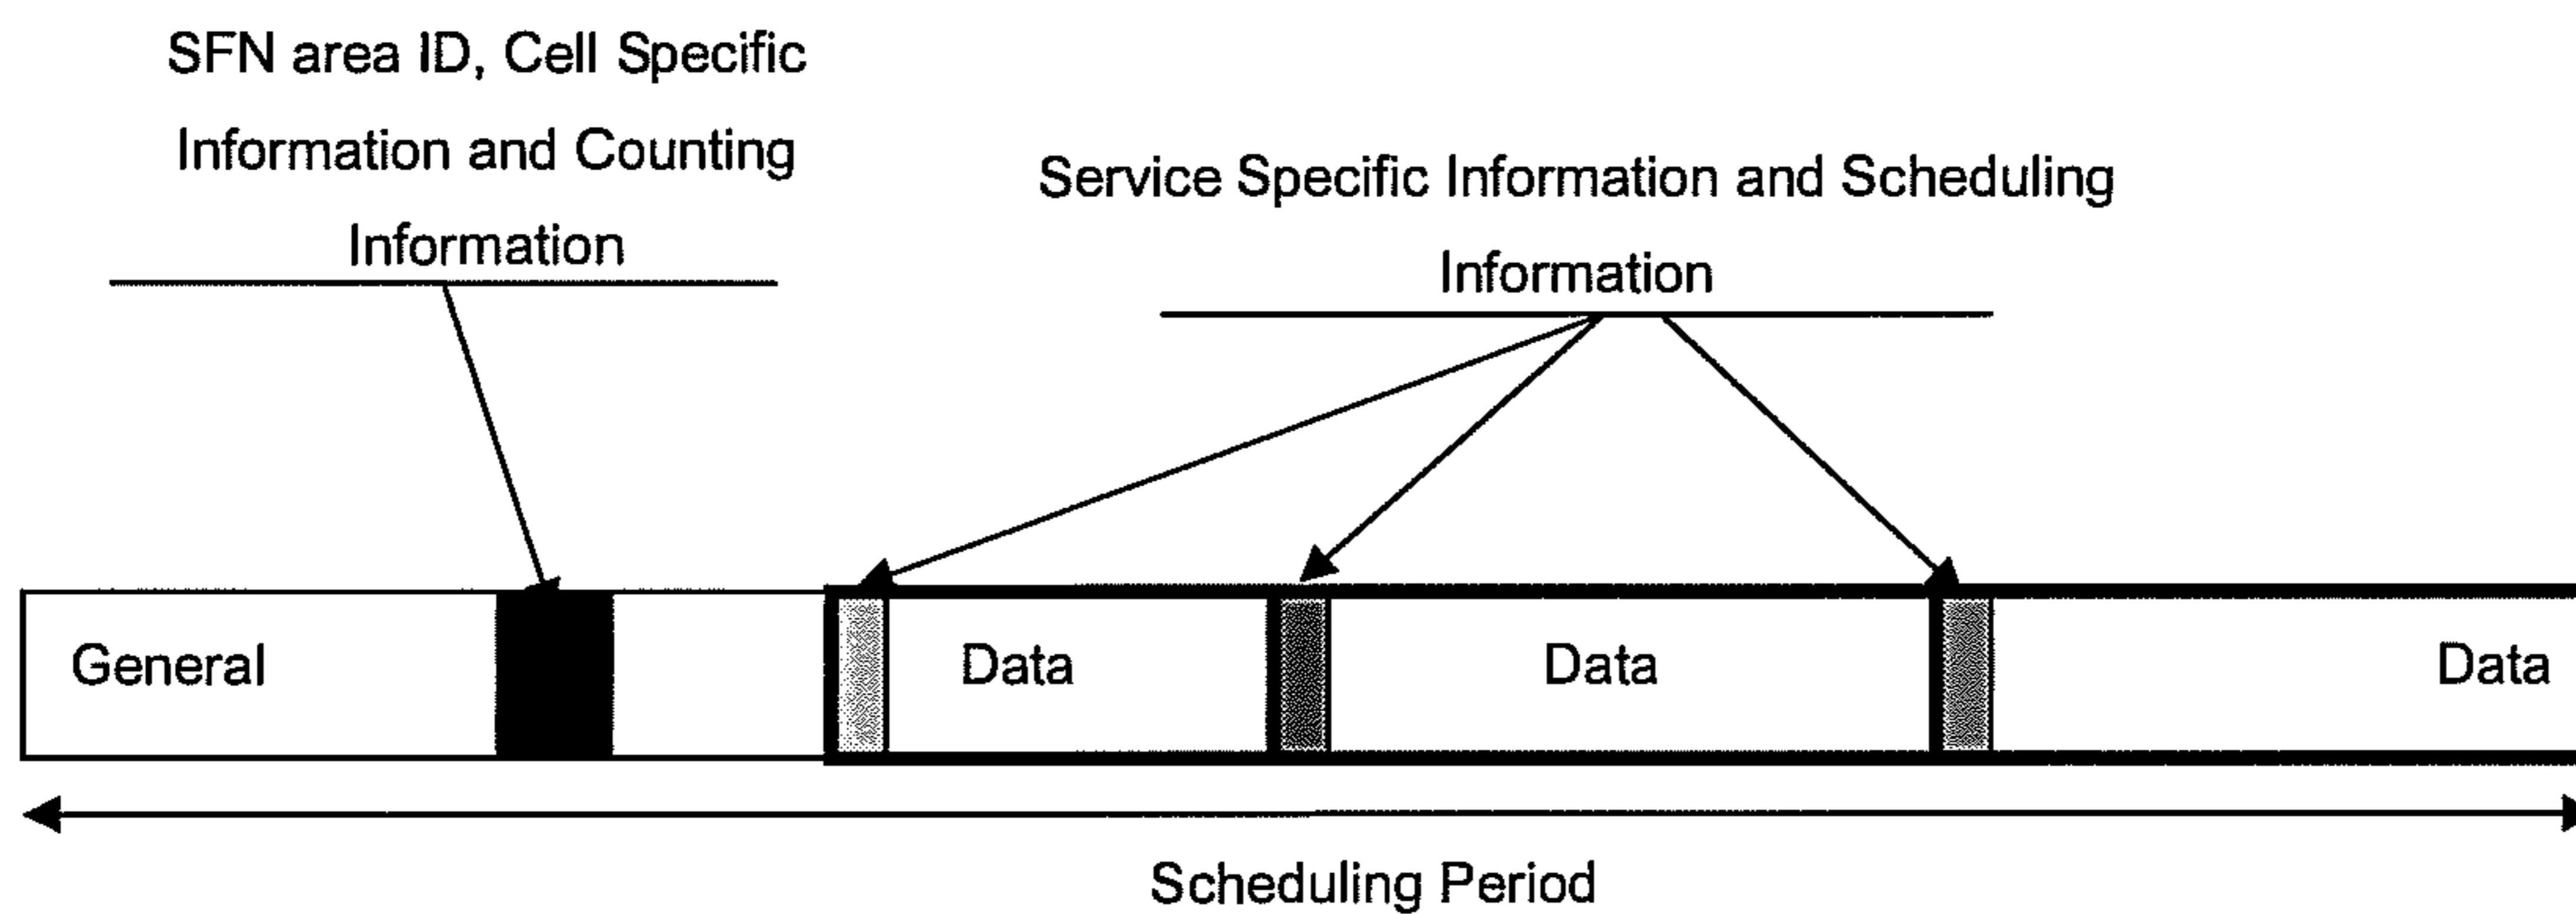 SFN area ID, Cell Specific
Information and Counting
Information
Service Specific Information and Scheduling
Information
General
Data
Data
Data
Scheduling Period